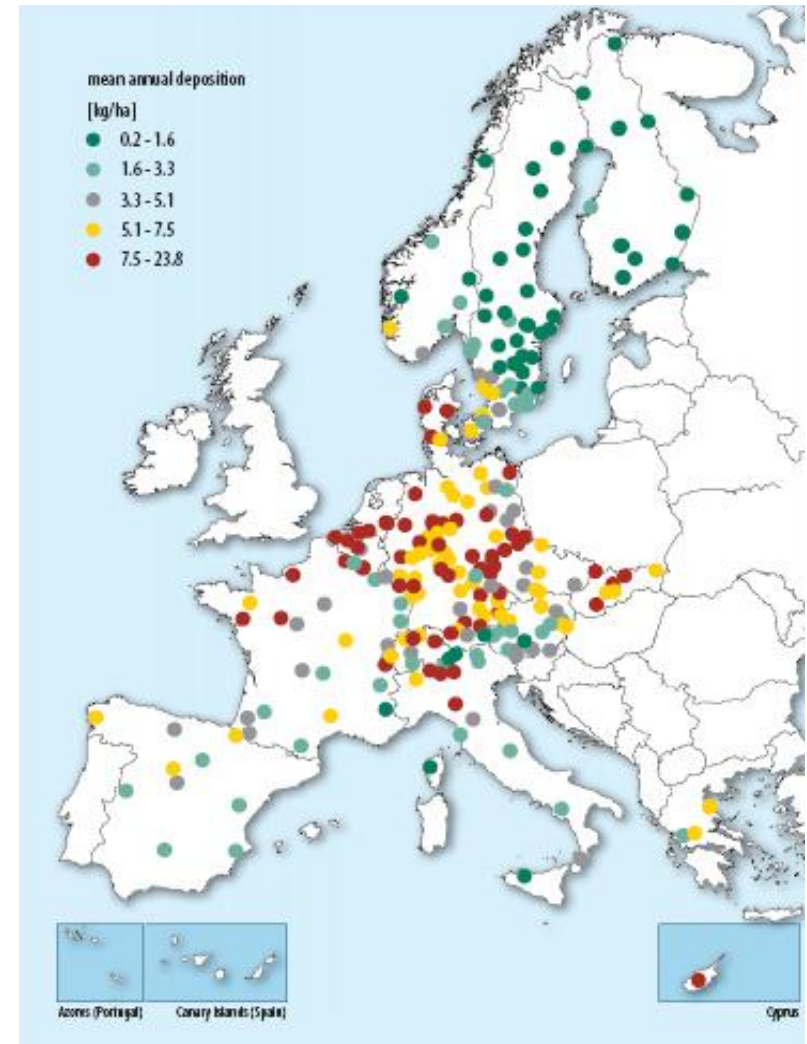 mean annual deposition
[kg/ha]
0.2 - 1.6
1.6 - 3.3
3.3 - 5.1
5.1 - 7.5
7.5 - 23.8
Azores (Portugal)
Canary Islands (Spain)
Cyprus